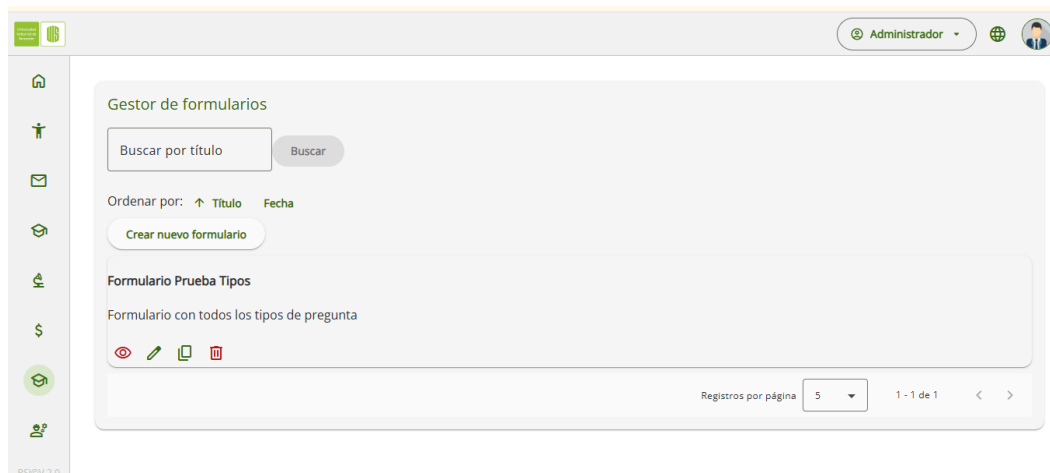 Administrador
Gestor de formularios
Buscar por título
Buscar
Ordenar por: Título Fecha
Crear nuevo formulario
Formulario Prueba Tipos
Formulario con todos los tipos de pregunta
Registros por página 5 1 - 1 de 1